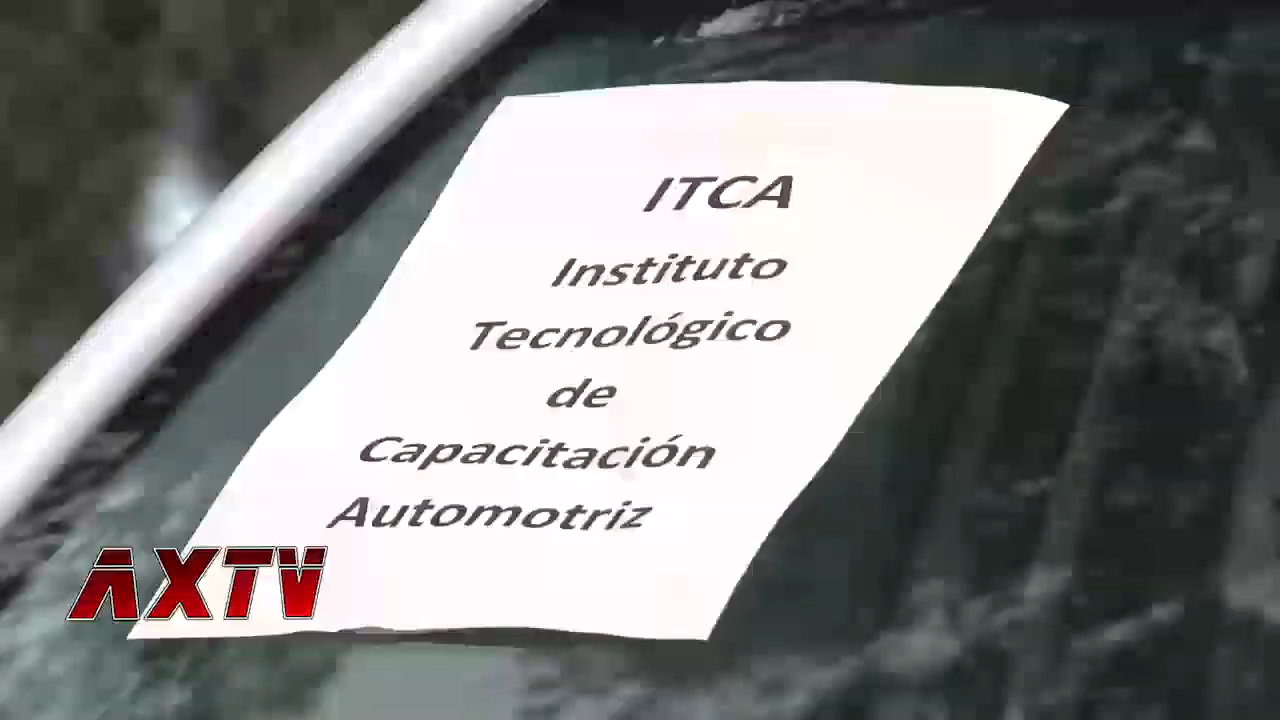 ITCA
Instituto
Tecnológico
de
Capacitación
Automotriz
AXTV